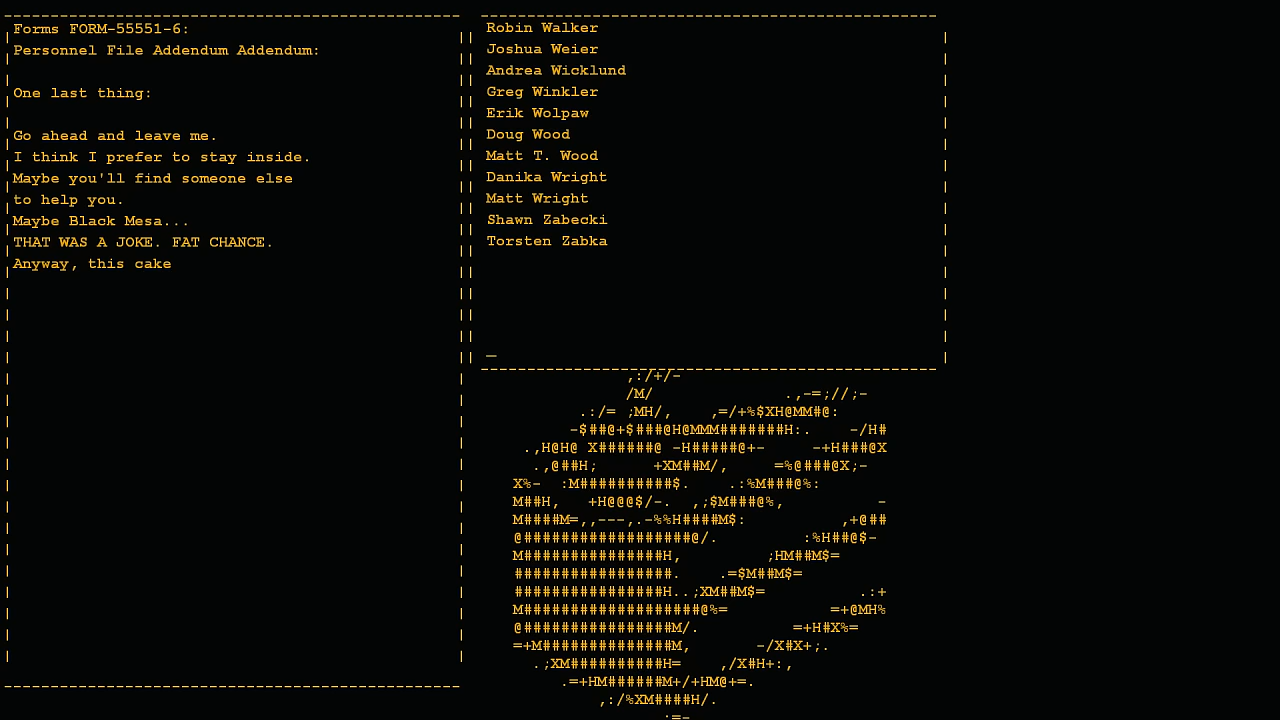 Forms FORM-55551-6:
Personnel File Addendum Addendum:
One last thing:
Go ahead and leave me.
I think I prefer to stay inside.
Maybe you'll find someone else
to help you.
Maybe Black Mesa...
THAT WAS A JOKE. FAT CHANCE.
Anyway, this cake
Robin Walker
Joshua Weier
Andrea Wicklund
Greg Winkler
Erik Wolpaw
Doug Wood
Matt T. Wood
Danika Wright
Matt Wright
Shawn Zabecki
Torsten Zabka